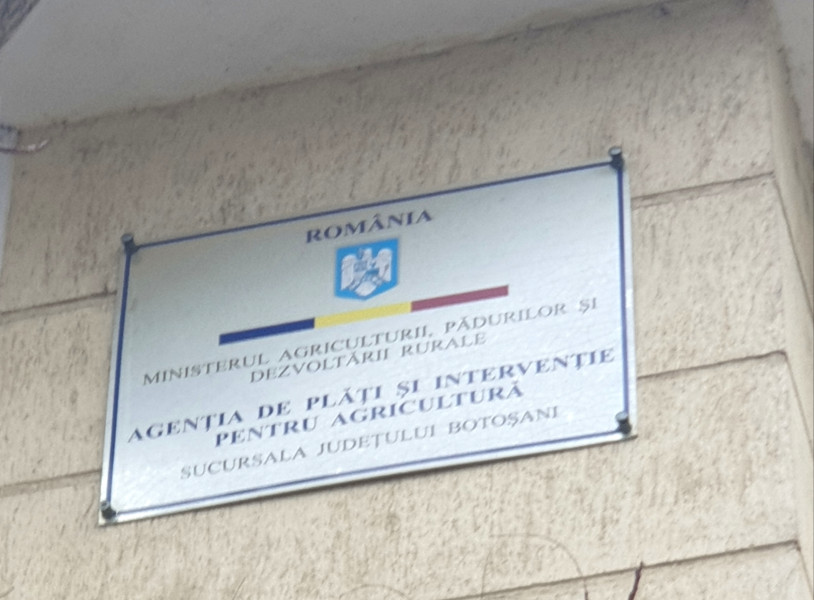 ROMÂNIA
MINISTERUL AGRICULTURII, PĂDURILOR ȘI
DEZVOLTĂRII RURALE
AGENȚIA DE PLĂȚI ȘI INTERVENȚIE
PENTRU AGRICULTURĂ
SUCURSALA JUDEȚULUI BOTOȘANI